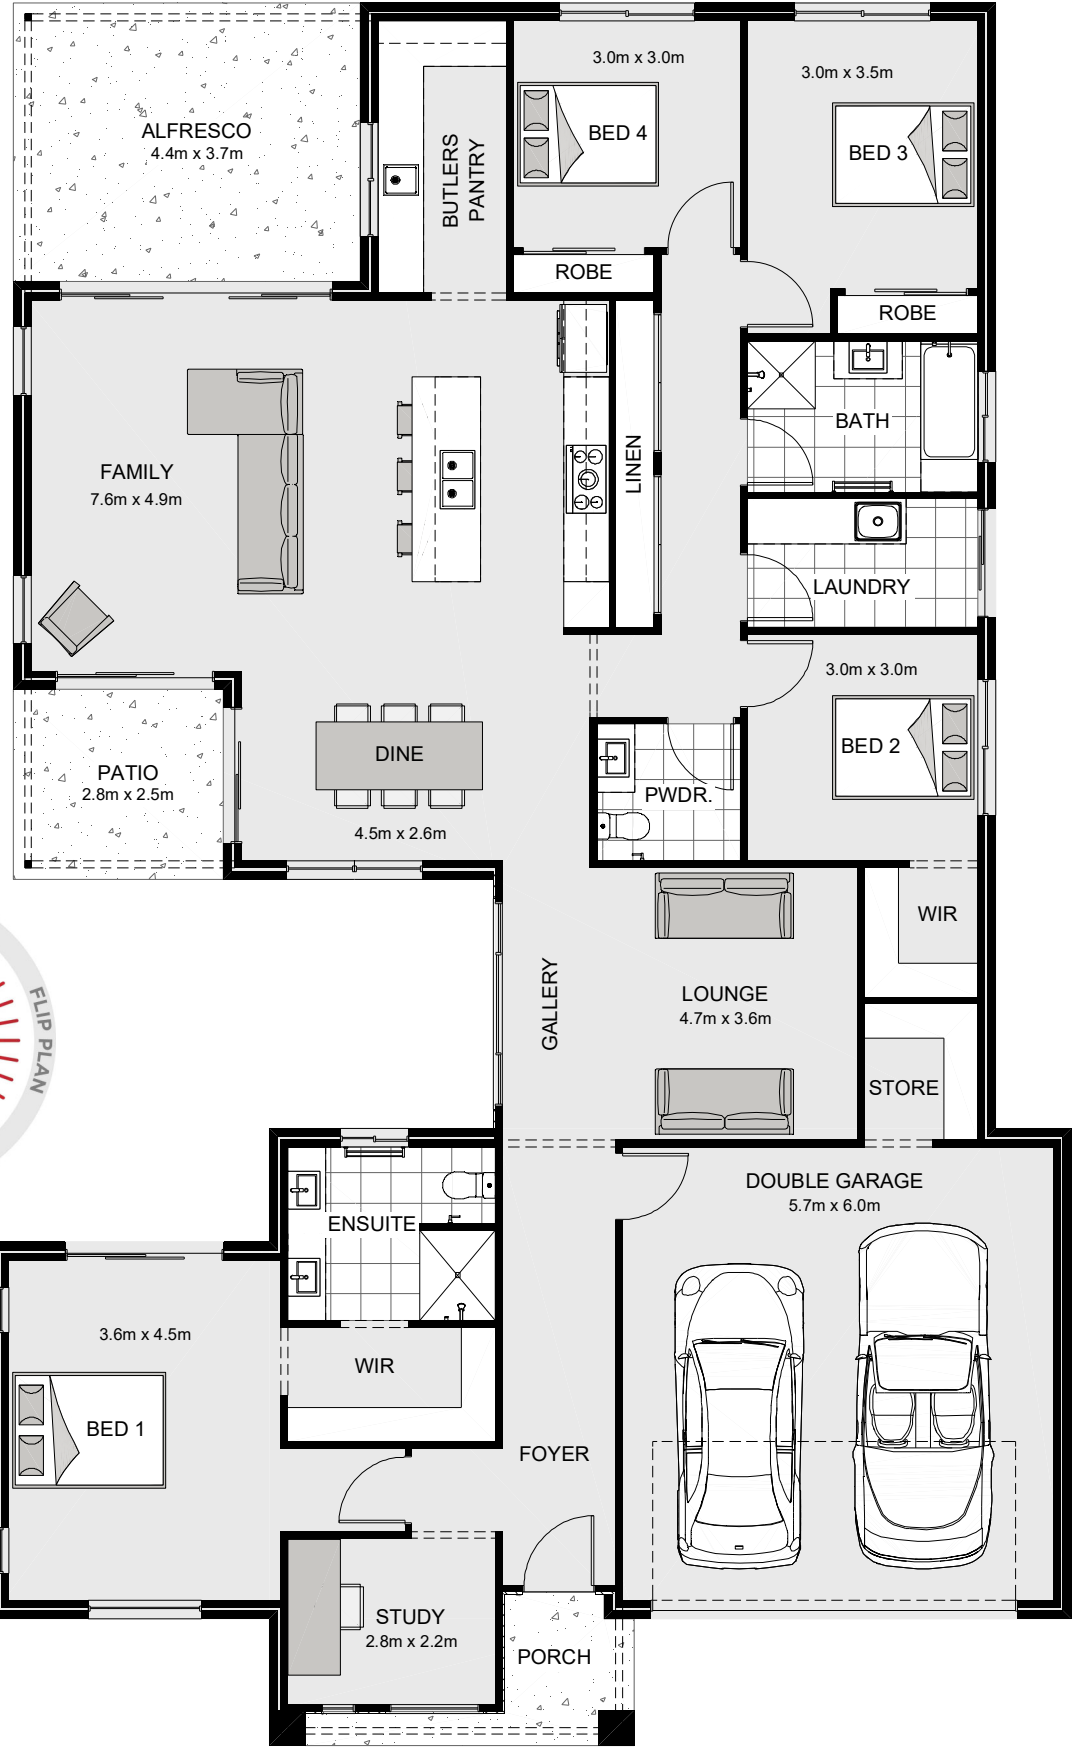 3.0m x 3.0m
3.0m x 3.5m
ALFRESCO
4.4m x 3.7m
BUTLERS
PANTRY
BED 4
BED 3
ROBE
ROBE
BATH
LINEN
FAMILY
7.6m x 4.9m
LAUNDRY
3.0m x 3.0m
BED 2
DINE
PATIO
2.8m x 2.5m
PWDR.
4.5m x 2.6m
WIR
GALLERY
LOUNGE
4.7m x 3.6m
FLIP PLAN
STORE
DOUBLE GARAGE
5.7m x 6.0m
ENSUITE
3.6m x 4.5m
WIR
BED 1
FOYER
STUDY
2.8m x 2.2m
PORCH